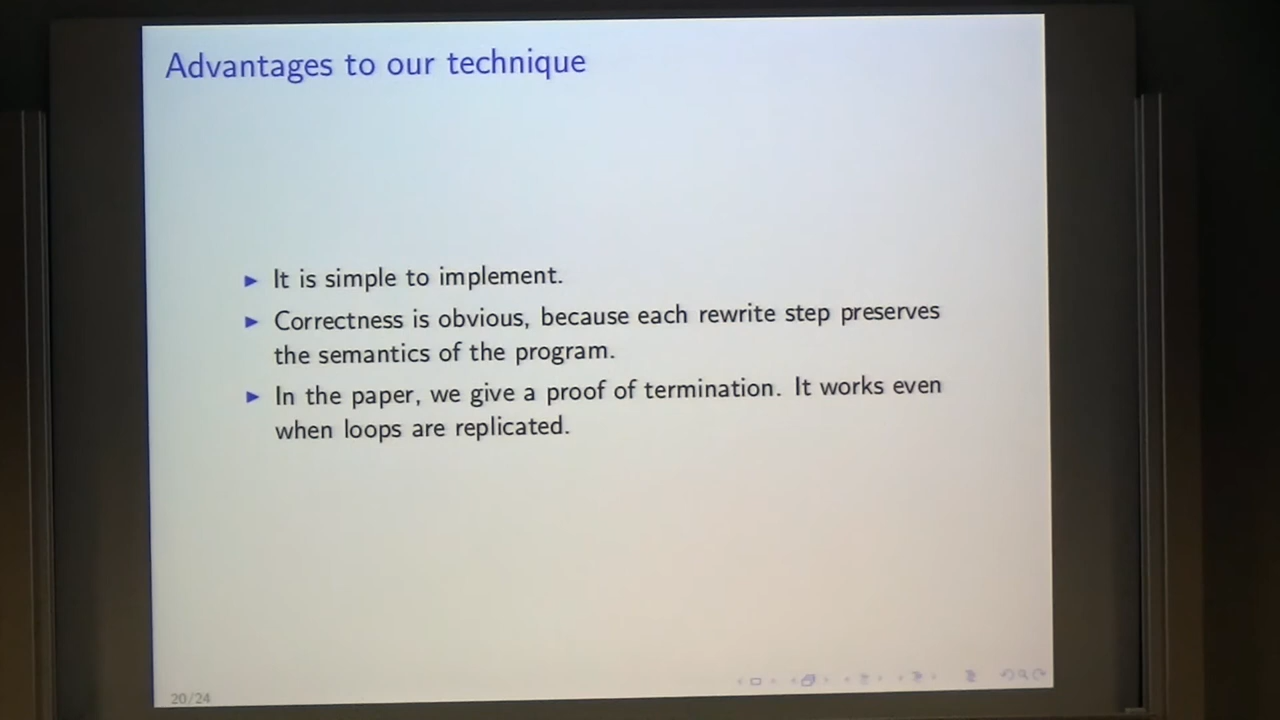 Advantages to our technique
► It is simple to implement.
► Correctness is obvious, because each rewrite step preserves
the semantics of the program.
► In the paper, we give a proof of termination. It works even
when loops are replicated.
20/24